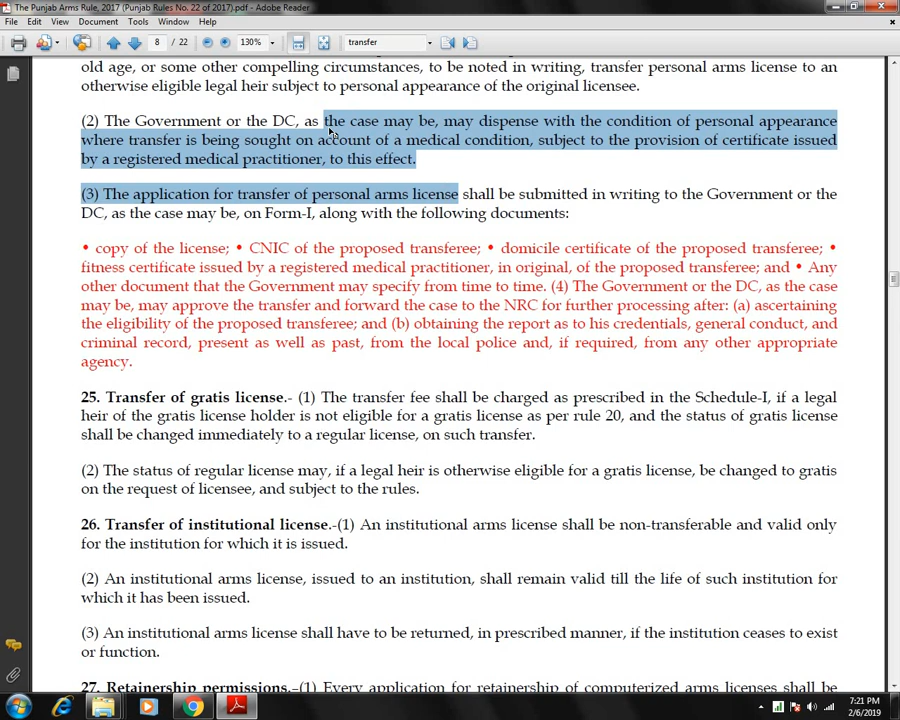 The Punjab Arms Rule, 2017 (Punjab Rules No. 22 of 2017).pdf - Adobe Reader
File Edit View Document Tools Window Help
8 / 22 130% transfer
old age, or some other compelling circumstances, to be noted in writing, transfer personal arms license to an
otherwise eligible legal heir subject to personal appearance of the original licensee.
(2) The Government or the DC, as the case may be, may dispense with the condition of personal appearance
where transfer is being sought on account of a medical condition, subject to the provision of certificate issued
by a registered medical practitioner, to this effect.
(3) The application for transfer of personal arms license shall be submitted in writing to the Government or the
DC, as the case may be, on Form-I, along with the following documents:
• copy of the license; • CNIC of the proposed transferee; • domicile certificate of the proposed transferee; •
fitness certificate issued by a registered medical practitioner, in original, of the proposed transferee; and • Any
other document that the Government may specify from time to time. (4) The Government or the DC, as the case
may be, may approve the transfer and forward the case to the NRC for further processing after: (a) ascertaining
the eligibility of the proposed transferee; and (b) obtaining the report as to his credentials, general conduct, and
criminal record, present as well as past, from the local police and, if required, from any other appropriate
agency.
25. Transfer of gratis license.- (1) The transfer fee shall be charged as prescribed in the Schedule-I, if a legal
heir of the gratis license holder is not eligible for a gratis license as per rule 20, and the status of gratis license
shall be changed immediately to a regular license, on such transfer.
(2) The status of regular license may, if a legal heir is otherwise eligible for a gratis license, be changed to gratis
on the request of licensee, and subject to the rules.
26. Transfer of institutional license.-(1) An institutional arms license shall be non-transferable and valid only
for the institution for which it is issued.
(2) An institutional arms license, issued to an institution, shall remain valid till the life of such institution for
which it has been issued.
(3) An institutional arms license shall have to be returned, in prescribed manner, if the institution ceases to exist
or function.
27. Retainership permissions.–(1) Every application for retainership of computerized arms licenses shall be
7:21 PM
2/6/2019